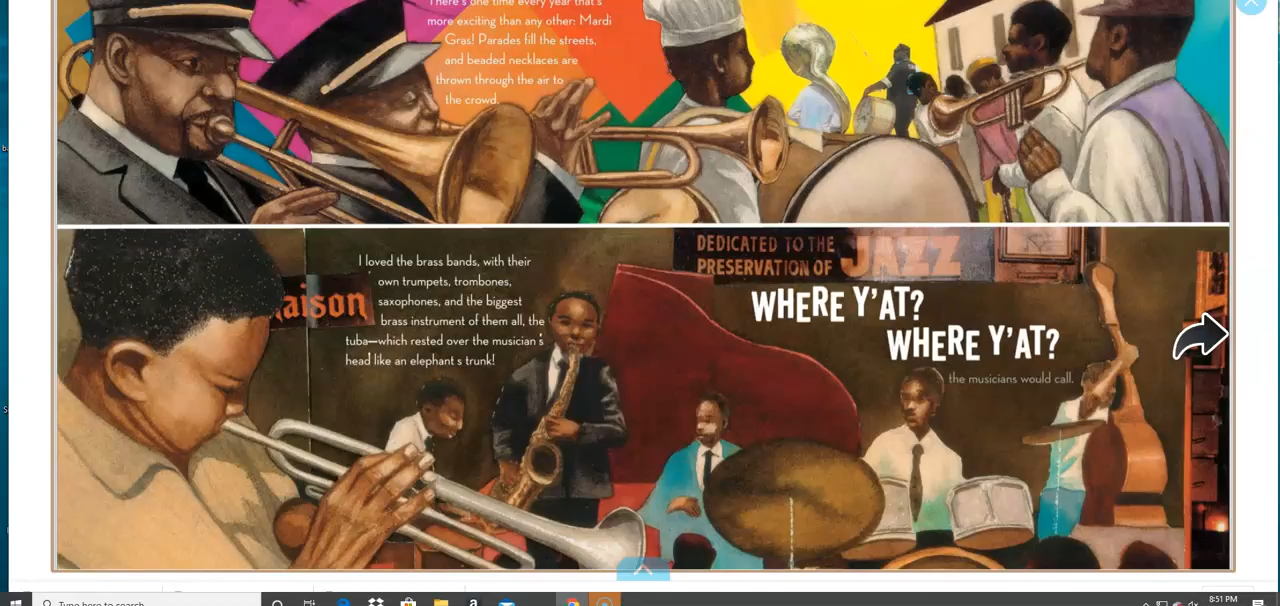 There's one time every year that's
more exciting than any other: Mardi
Gras! Parades fill the streets,
and beaded necklaces are
thrown through the air to
the crowd.
I loved the brass bands, with their
own trumpets, trombones,
saxophones, and the biggest
brass instrument of them all, the
tuba—which rested over the musician's
head like an elephant s trunk!
aison
DEDICATED TO THE
PRESERVATION OF JAZZ
WHERE Y'AT?
WHERE Y'AT?
the musicians would call.
Type here to search
8:51 PM